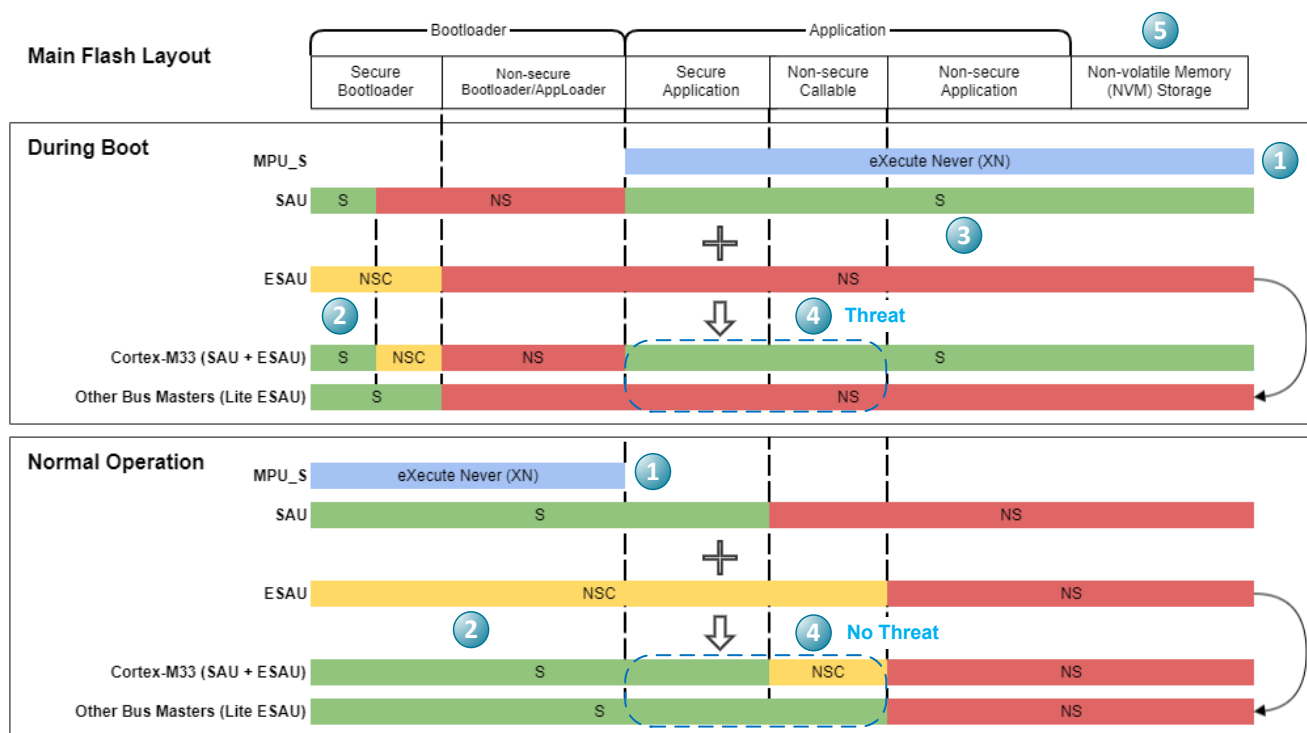 Bootloader
Application
5
Main Flash Layout
Secure
Bootloader
Non-secure
Bootloader/AppLoader
Secure
Application
Non-secure
Callable
Non-secure
Application
Non-volatile Memory
(NVM) Storage
During Boot
MPU_S
eXecute Never (XN)
1
SAU
S
NS
S
3
ESAU
NSC
NS
2
4
Threat
Cortex-M33 (SAU + ESAU)
S
NSC
NS
S
Other Bus Masters (Lite ESAU)
S
NS
Normal Operation
MPU_S
eXecute Never (XN)
1
SAU
S
NS
ESAU
NSC
NS
2
4
No Threat
Cortex-M33 (SAU + ESAU)
S
NSC
NS
Other Bus Masters (Lite ESAU)
S
NS